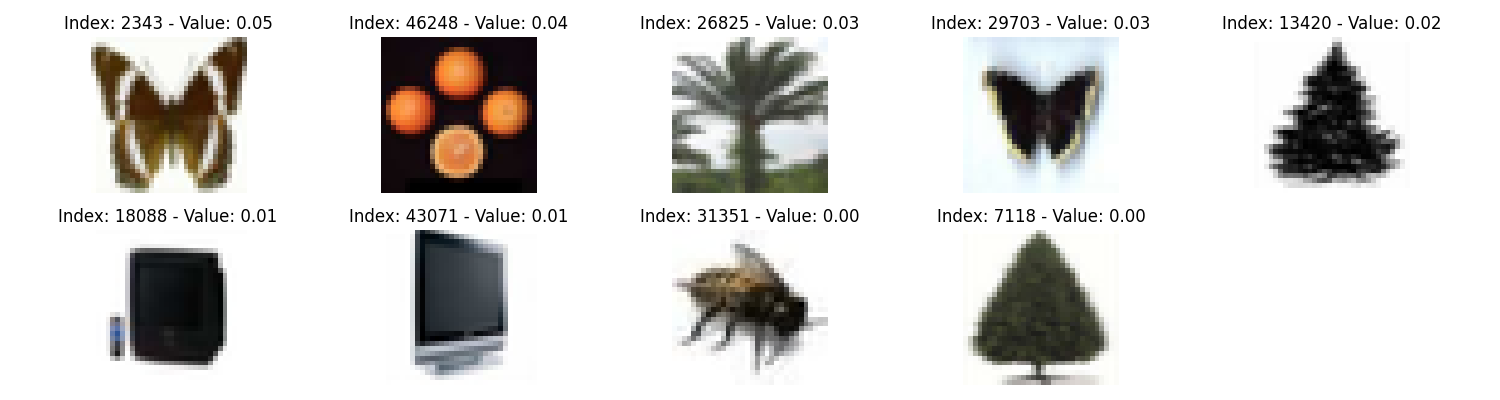 Index: 2343 - Value: 0.05
Index: 46248 - Value: 0.04
Index: 26825 - Value: 0.03
Index: 29703 - Value: 0.03
Index: 13420 - Value: 0.02
Index: 18088 - Value: 0.01
Index: 43071 - Value: 0.01
Index: 31351 - Value: 0.00
Index: 7118 - Value: 0.00